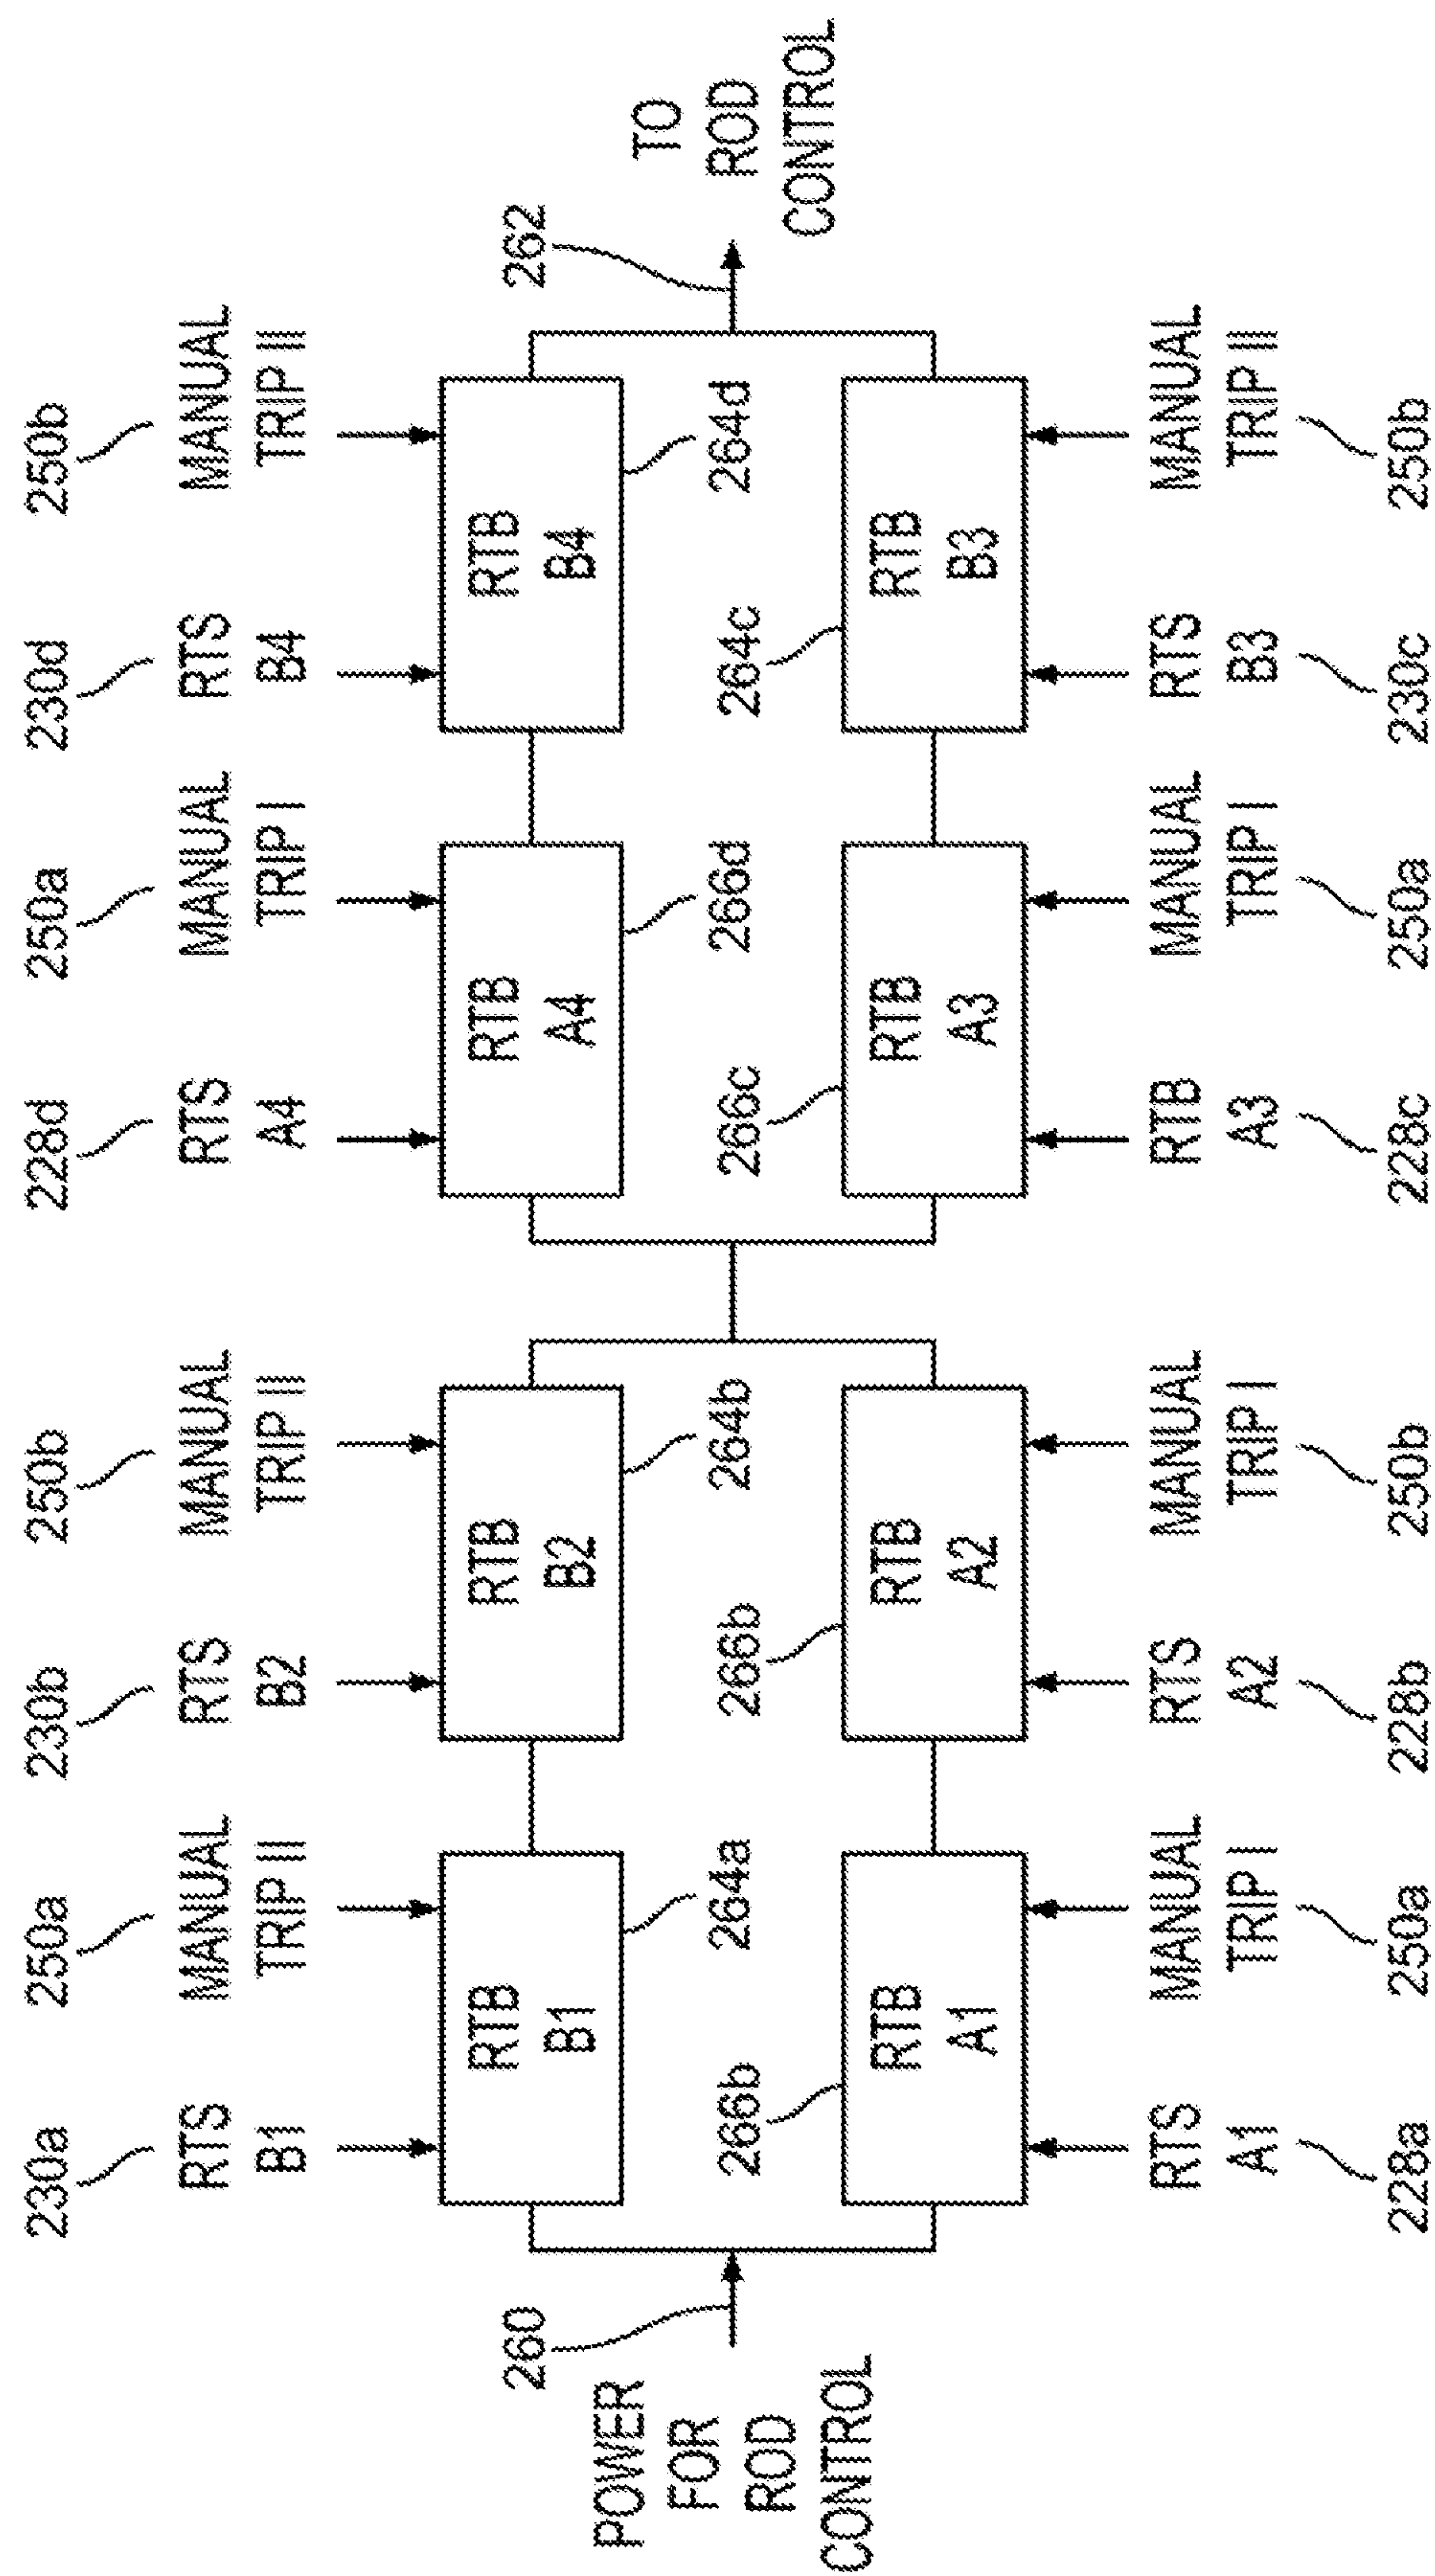 230a
250a
230b
250b
228d
250a
230d
250b
RTS
B1
MANUAL
TRIP II
RTS
B2
MANUAL
TRIP II
RTS
A4
MANUAL
TRIP I
RTS
B4
MANUAL
TRIP II
260
262
POWER
FOR
ROD
CONTROL
RTB
B1
RTB
B2
RTB
A4
RTB
B4
TO
ROD
CONTROL
264a
264b
266d
264d
266b
266b
266c
264c
RTB
A1
RTB
A2
RTB
A3
RTB
B3
RTS
A1
MANUAL
TRIP I
RTS
A2
MANUAL
TRIP I
RTB
A3
MANUAL
TRIP I
RTS
B3
MANUAL
TRIP II
228a
250a
228b
250b
228c
250a
230c
250b